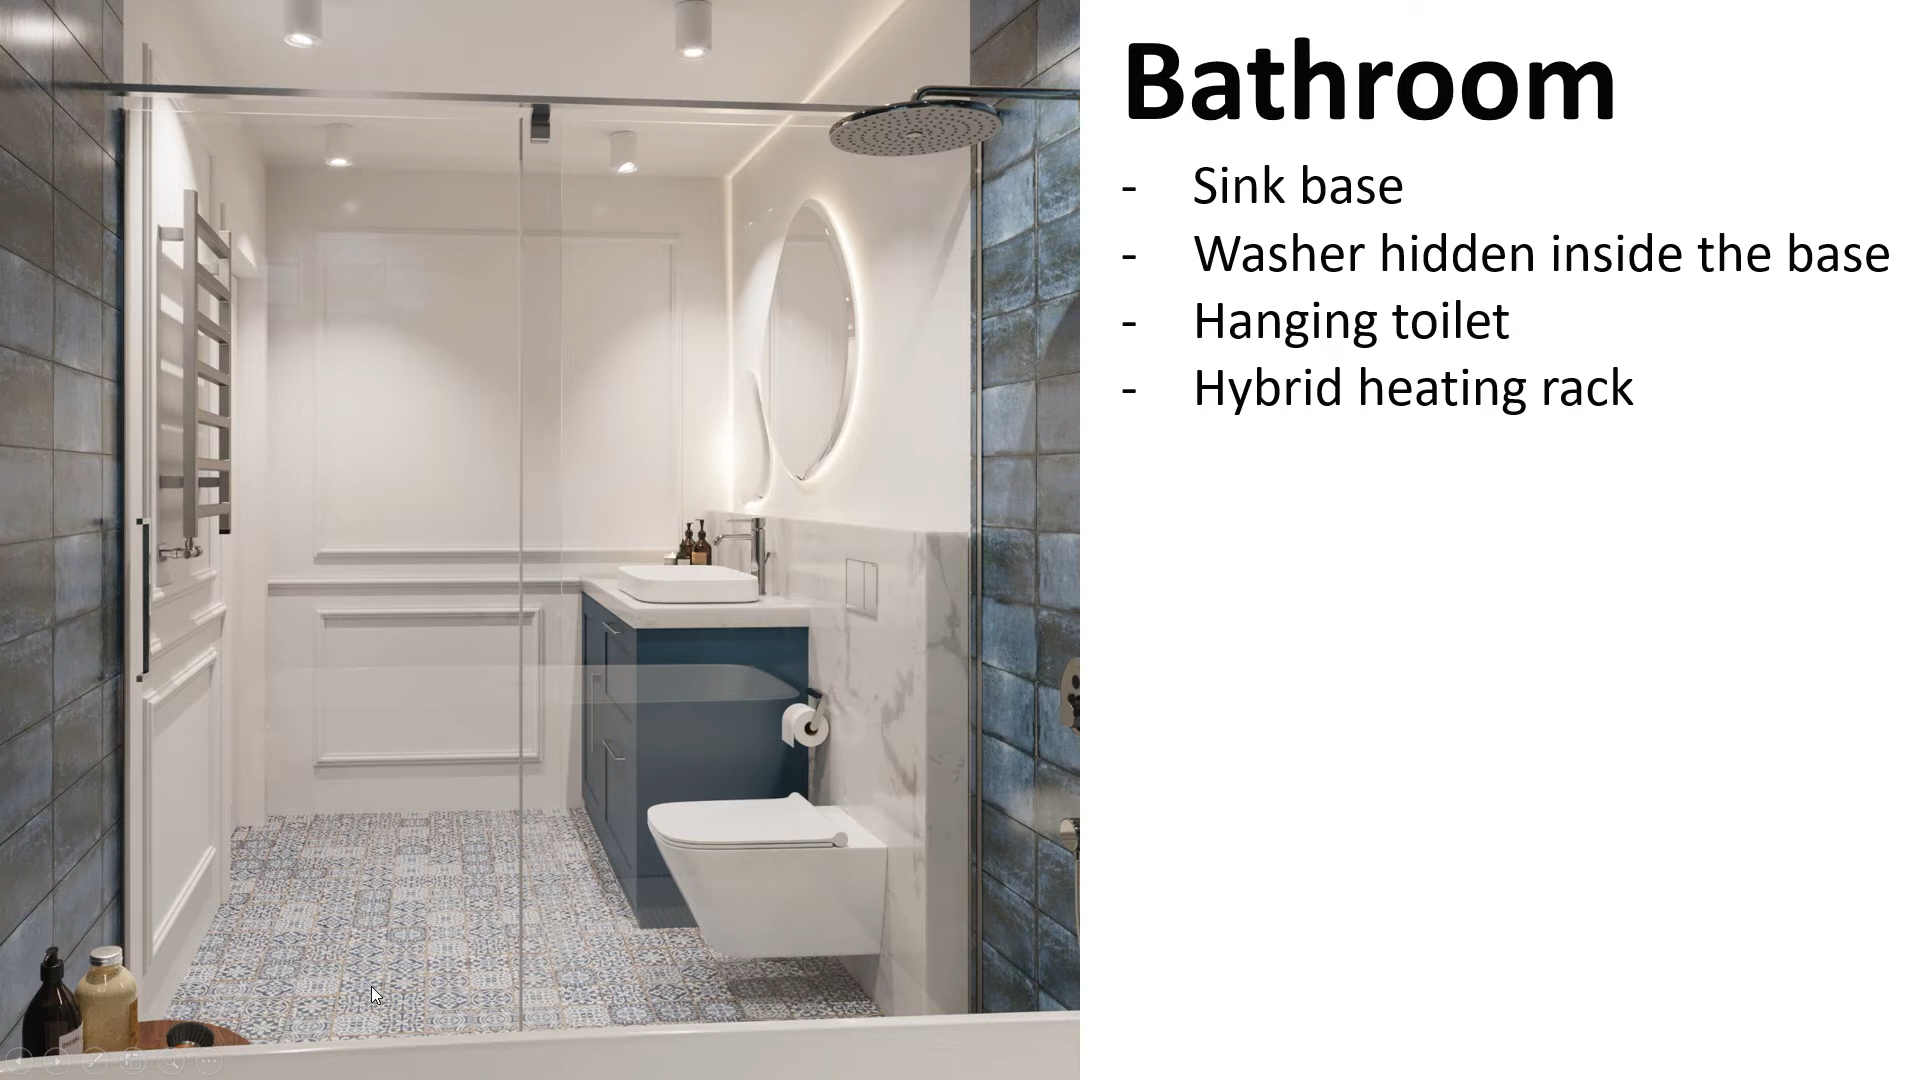 Bathroom
- Sink base
- Washer hidden inside the base
- Hanging toilet
- Hybrid heating rack